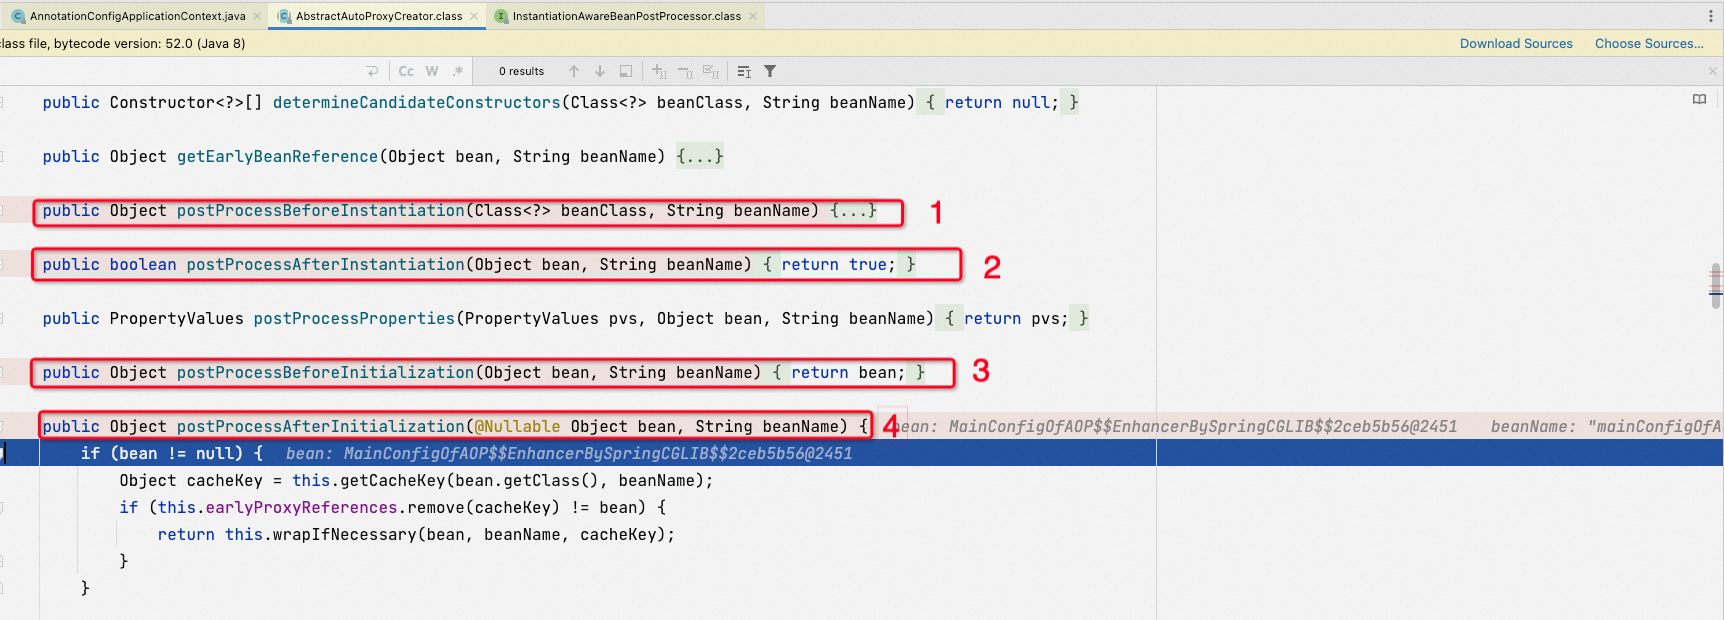 AnnotationConfigApplicationContext.java AbstractAutoProxyCreator.class InstantiationAwareBeanPostProcessor.class
lass file, bytecode version: 52.0 (Java 8) Download Sources Choose Sources...
Cc W .* 0 results
public Constructor<?>[] determineCandidateConstructors(Class<?> beanClass, String beanName) { return null; }
public Object getEarlyBeanReference(Object bean, String beanName) {...}
public Object postProcessBeforeInstantiation(Class<?> beanClass, String beanName) {...} 1
public boolean postProcessAfterInstantiation(Object bean, String beanName) { return true; } 2
public PropertyValues postProcessProperties(PropertyValues pvs, Object bean, String beanName) { return pvs; }
public Object postProcessBeforeInitialization(Object bean, String beanName) { return bean; } 3
public Object postProcessAfterInitialization(@Nullable Object bean, String beanName) { 4 bean: MainConfigOfAOP$$EnhancerBySpringCGLIB$$2ceb5b56@2451 beanName: "mainConfigOfA
if (bean != null) { bean: MainConfigOfAOP$$EnhancerBySpringCGLIB$$2ceb5b56@2451
Object cacheKey = this.getCacheKey(bean.getClass(), beanName);
if (this.earlyProxyReferences.remove(cacheKey) != bean) {
return this.wrapIfNecessary(bean, beanName, cacheKey);
}
}